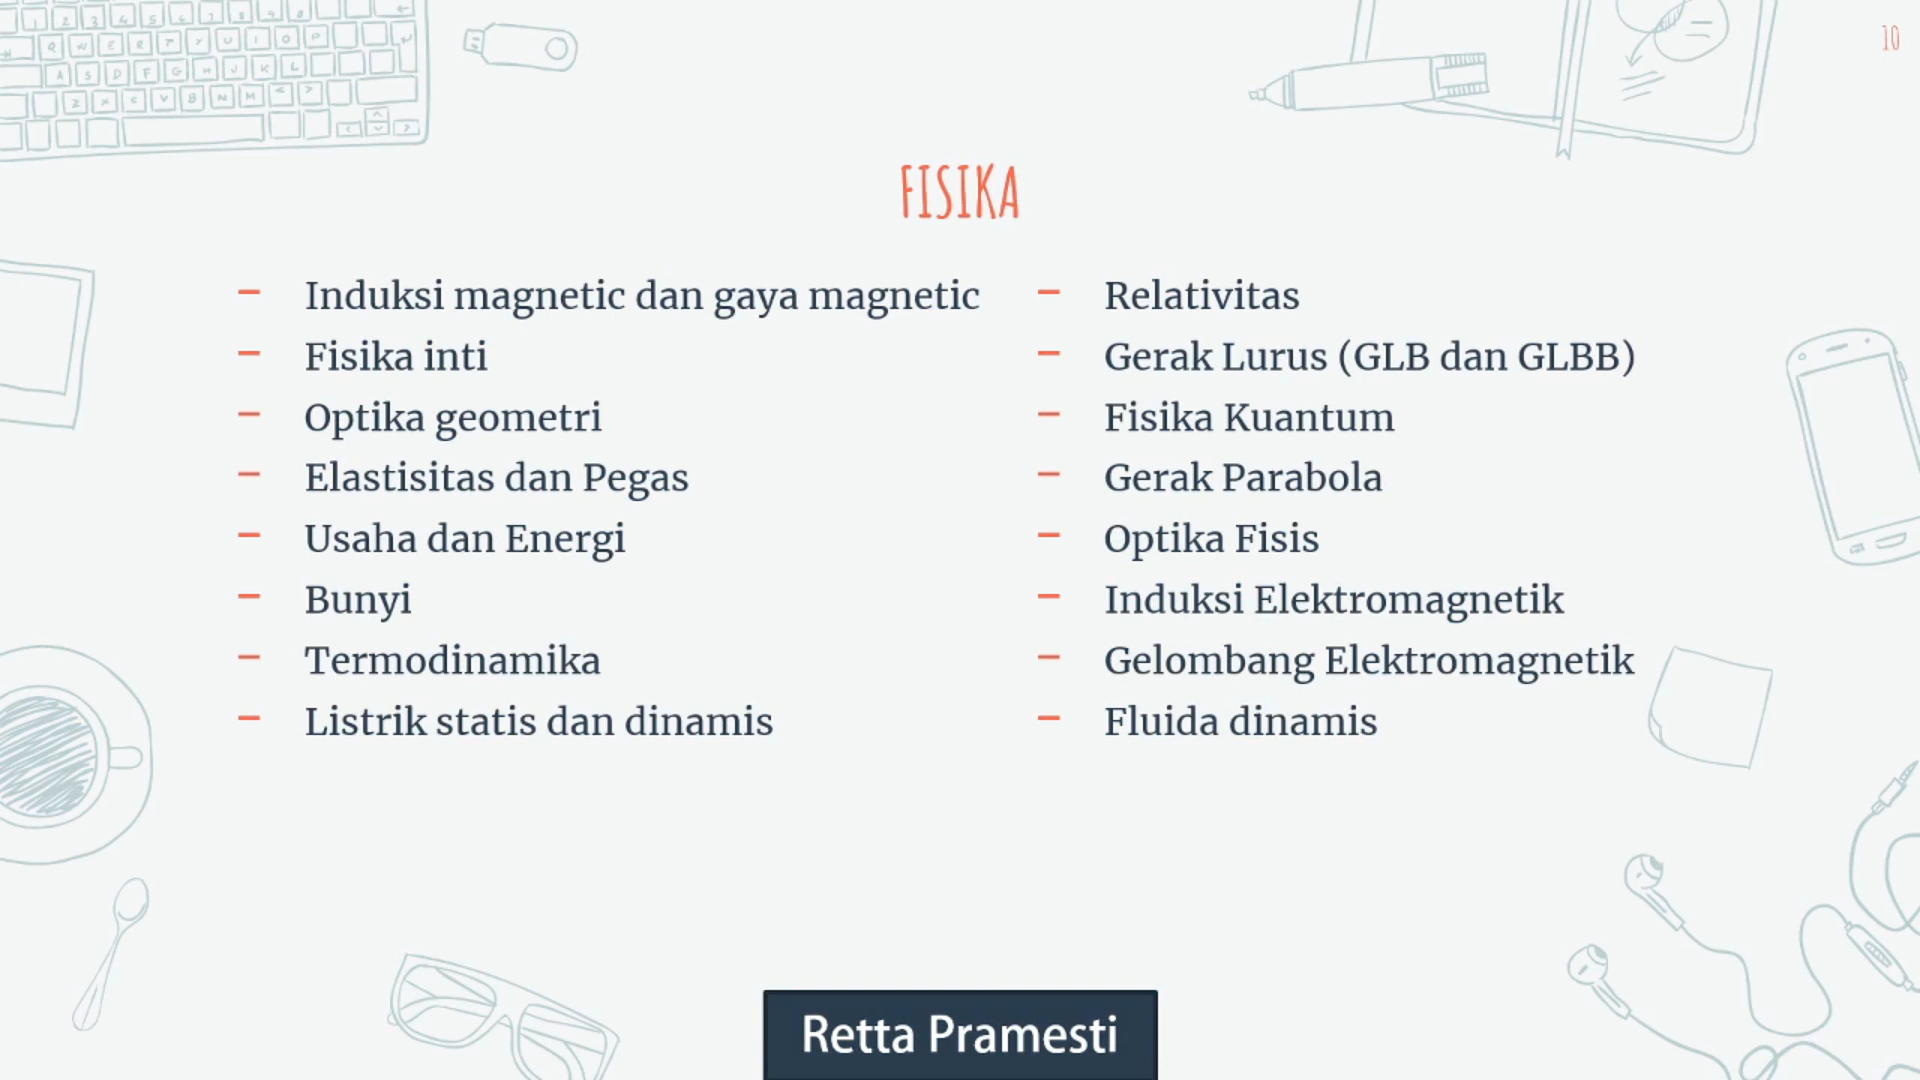 10
FISIKA
– Induksi magnetic dan gaya magnetic
– Fisika inti
– Optika geometri
– Elastisitas dan Pegas
– Usaha dan Energi
– Bunyi
– Termodinamika
– Listrik statis dan dinamis
– Relativitas
– Gerak Lurus (GLB dan GLBB)
– Fisika Kuantum
– Gerak Parabola
– Optika Fisis
– Induksi Elektromagnetik
– Gelombang Elektromagnetik
– Fluida dinamis
Retta Pramesti